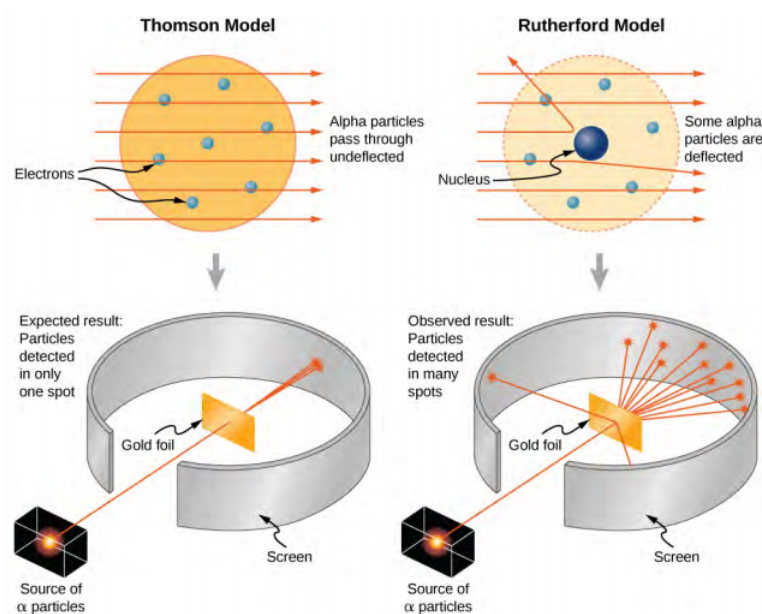 Thomson Model
Alpha particles
pass through
undeflected
Electrons
Expected result:
Particles
detected
in only
one spot
Gold foil
Screen
Source of
α particles
Rutherford Model
Some alpha
particles are
deflected
Nucleus
Observed result:
Particles
detected
in many
spots
Gold foil
Screen
Source of
α particles